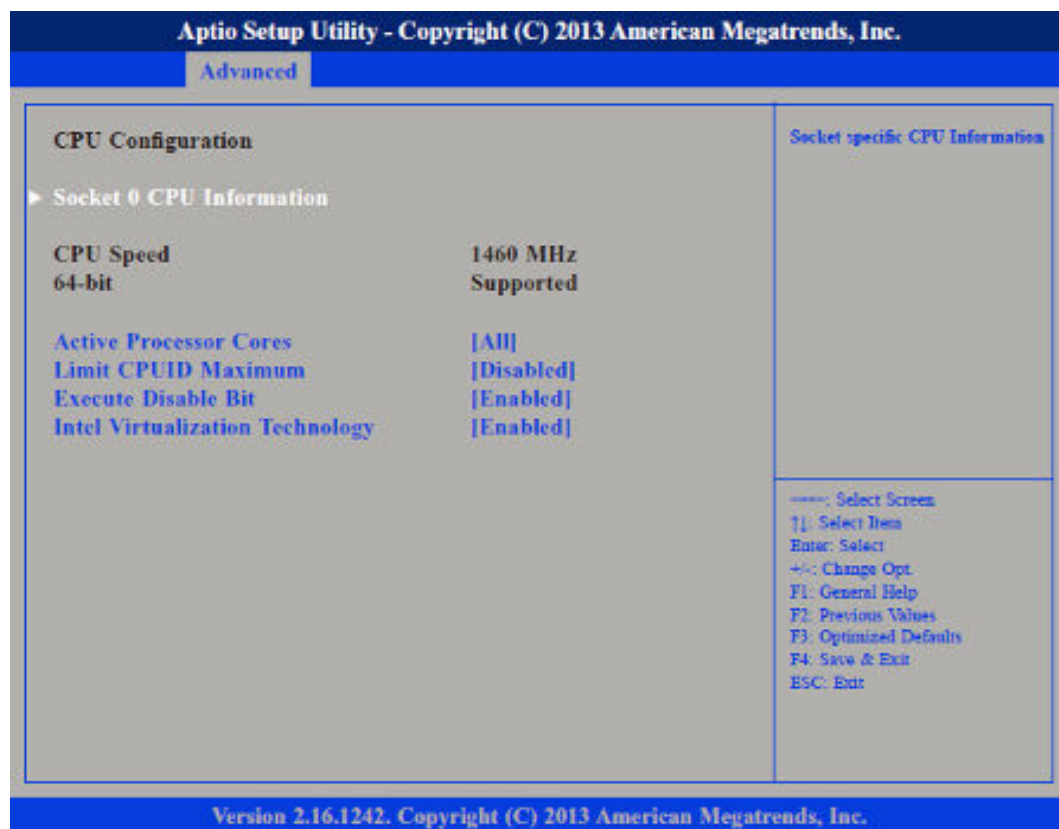 Aptio Setup Utility - Copyright (C) 2013 American Megatrends, Inc.
Advanced
CPU Configuration
Socket 0 CPU Information
CPU Speed 1460 MHz
64-bit Supported
Active Processor Cores [All]
Limit CPUID Maximum [Disabled]
Execute Disable Bit [Enabled]
Intel Virtualization Technology [Enabled]
Socket specific CPU Information
: Select Screen
↑↓: Select Item
Enter: Select
+/-: Change Opt.
F1: General Help
F2: Previous Values
F3: Optimized Defaults
F4: Save & Exit
ESC: Exit
Version 2.16.1242. Copyright (C) 2013 American Megatrends, Inc.